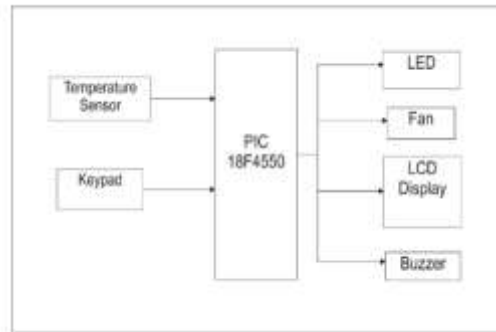 Temperature
Sensor
Keypad
PIC
18F4550
LED
Fan
LCD
Display
Buzzer